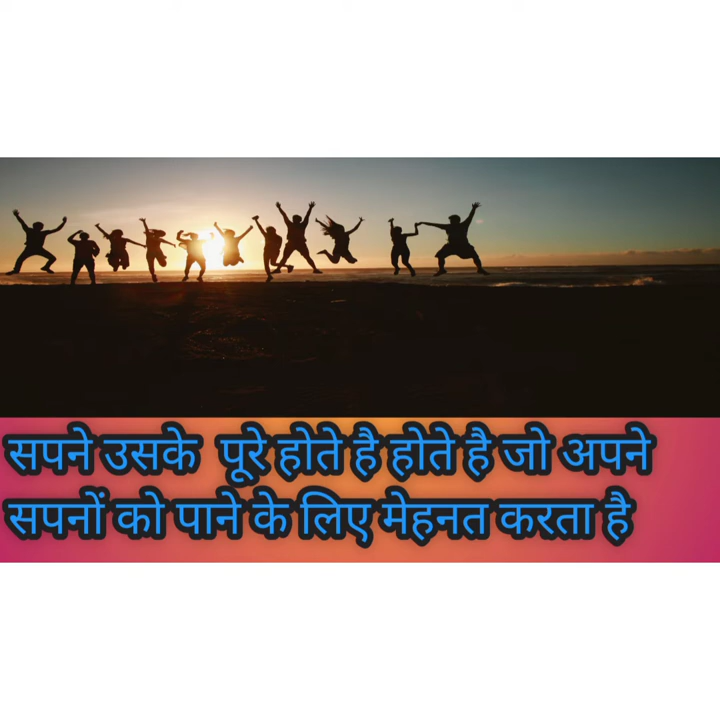 सपने उसके पूरे होते है होते है जो अपने
सपनों को पाने के लिए मेहनत करता है